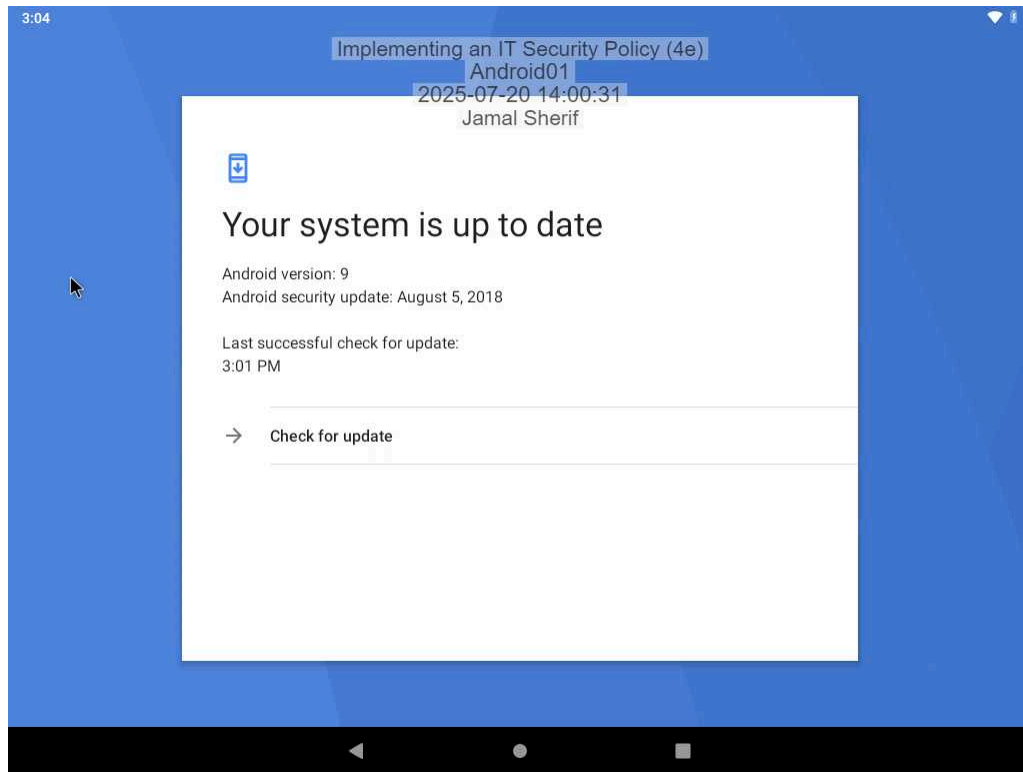 3:04
Implementing an IT Security Policy (4e)
Android01
2025-07-20 14:00:31
Jamal Sherif
Your system is up to date
Android version: 9
Android security update: August 5, 2018
Last successful check for update:
3:01 PM
Check for update